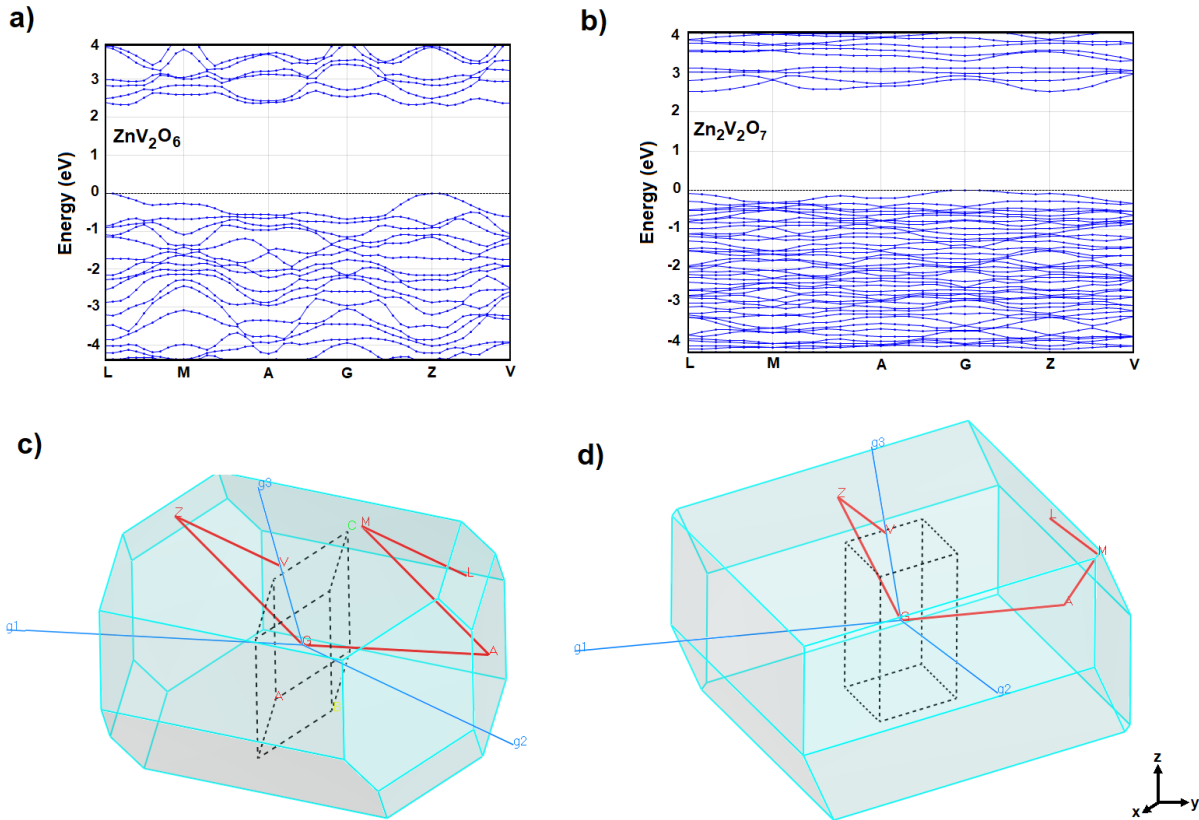 a)
Energy (eV)
4
3
2
1
0
-1
-2
-3
-4
ZnV₂O₆
L M A G Z V
b)
Energy (eV)
4
3
2
1
0
-1
-2
-3
-4
Zn₂V₂O₇
L M A G Z V
c)
g3
Z
M
C
V
L
g1
G
A
A
B
g2
d)
g3
Z
L
V
M
A
G
g1
g2
z
x
y